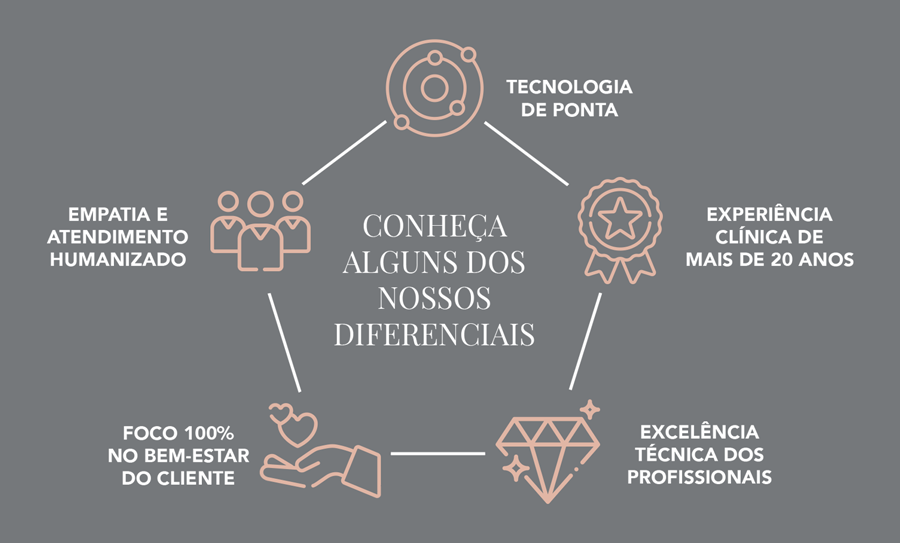 TECNOLOGIA
DE PONTA
EMPATIA E
ATENDIMENTO
HUMANIZADO
CONHEÇA
ALGUNS DOS
NOSSOS
DIFERENCIAIS
EXPERIÊNCIA
CLÍNICA DE
MAIS DE 20 ANOS
FOCO 100%
NO BEM-ESTAR
DO CLIENTE
EXCELÊNCIA
TÉCNICA DOS
PROFISSIONAIS